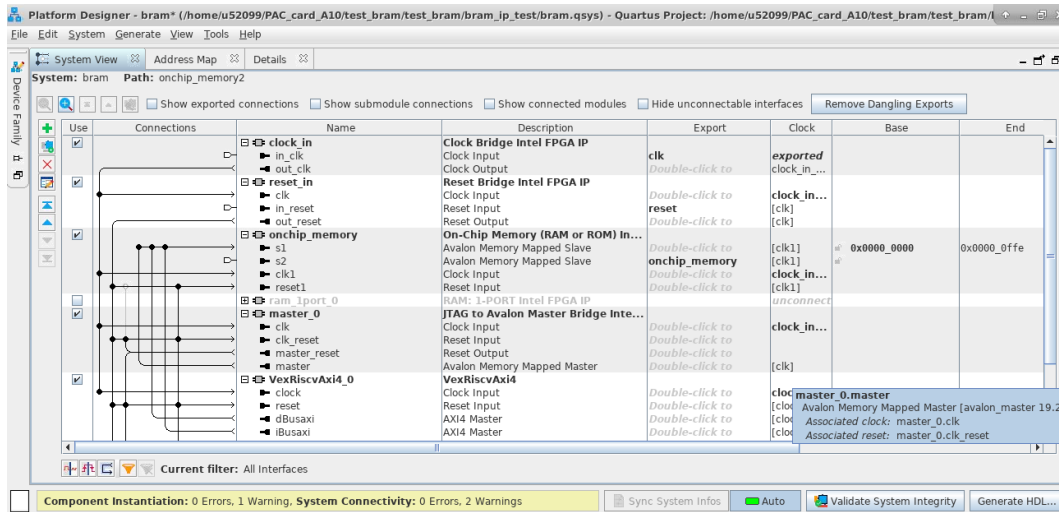 Platform Designer - bram* (/home/u52099/PAC_card_A10/test_bram/test_bram/bram_ip_test/bram.qsys) - Quartus Project: /home/u52099/PAC_card_A10/test_bram/test_bram/
File Edit System Generate View Tools Help
System View Address Map Details
System: bram Path: onchip_memory2
Device Family
Show exported connections Show submodule connections Show connected modules Hide unconnectable interfaces Remove Dangling Exports
Use Connections Name Description Export Clock Base End
clock_in Clock Bridge Intel FPGA IP
in_clk Clock Input clk exported
out_clk Clock Output Double-click to clock_in_...
reset_in Reset Bridge Intel FPGA IP
clk Clock Input Double-click to clock_in...
in_reset Reset Input reset [clk]
out_reset Reset Output Double-click to [clk]
onchip_memory On-Chip Memory (RAM or ROM) In...
s1 Avalon Memory Mapped Slave Double-click to [clk1] 0x0000_0000 0x0000_0ffe
s2 Avalon Memory Mapped Slave onchip_memory [clk1]
clk1 Clock Input Double-click to clock_in...
reset1 Reset Input Double-click to [clk1]
ram_1port_0 RAM: 1-PORT Intel FPGA IP unconnect
master_0 JTAG to Avalon Master Bridge Inte...
clk Clock Input Double-click to clock_in...
clk_reset Reset Input Double-click to
master_reset Reset Output Double-click to
master Avalon Memory Mapped Master Double-click to [clk]
VexRiscvAxi4_0 VexRiscvAxi4
clock Clock Input Double-click to cloc
reset Reset Input Double-click to [cloc
dBusaxi AXI4 Master Double-click to [cloc
iBusaxi AXI4 Master Double-click to [cloc
master_0.master
Avalon Memory Mapped Master [avalon_master 19.2
Associated clock: master_0.clk
Associated reset: master_0.clk_reset
Current filter: All Interfaces
Component Instantiation: 0 Errors, 1 Warning, System Connectivity: 0 Errors, 2 Warnings Sync System Infos Auto Validate System Integrity Generate HDL...